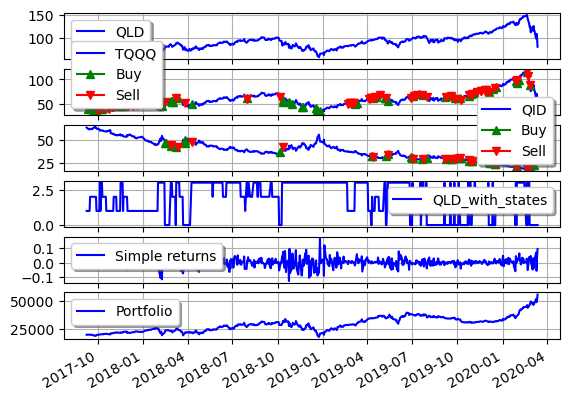 150
100
QLD
100
50
TQQQ
Buy
Sell
50
25
QID
Buy
Sell
2.5
0.0
QLD_with_states
0.1
0.0
-0.1
Simple returns
50000
25000
Portfolio
2017-10 2018-01 2018-04 2018-07 2018-10 2019-01 2019-04 2019-07 2019-10 2020-01 2020-04